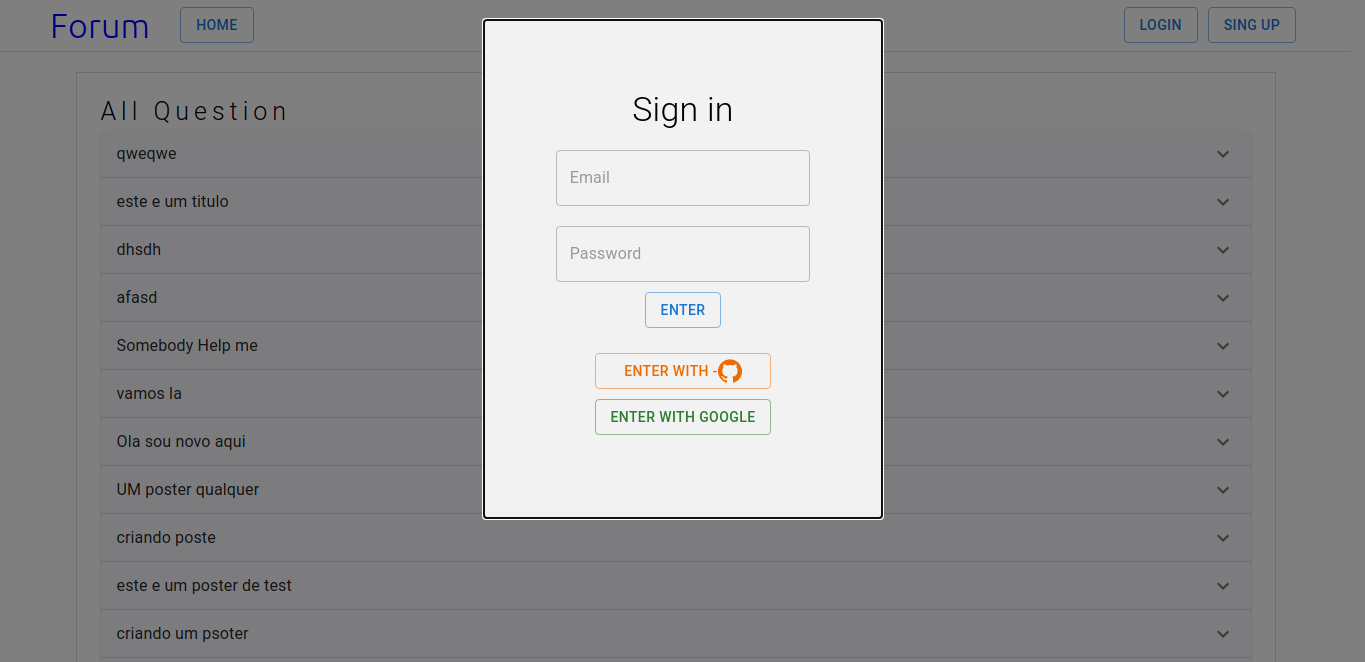 Forum
HOME
LOGIN
SING UP
All Question
qweqwe
este e um titulo
dhsdh
afasd
Somebody Help me
vamos la
Ola sou novo aqui
UM poster qualquer
criando poste
este e um poster de test
criando um psoter
Sign in
Email
Password
ENTER
ENTER WITH -
ENTER WITH GOOGLE